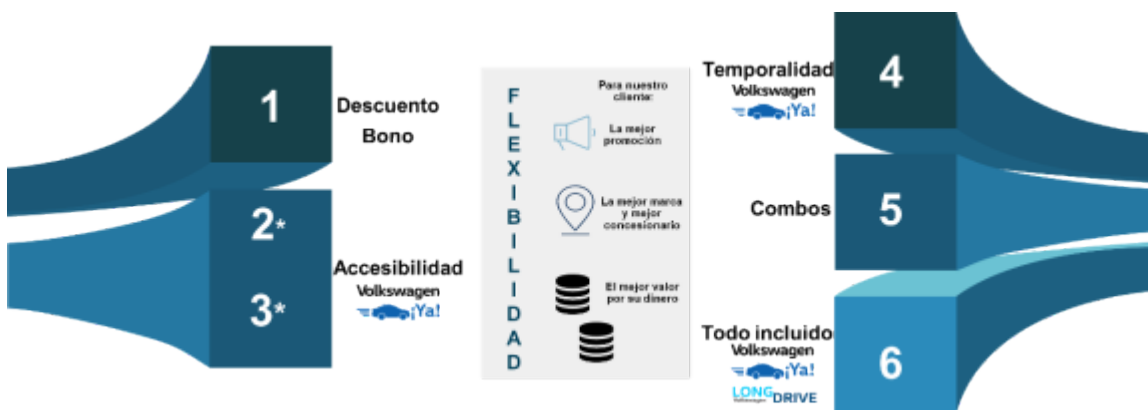 1
Descuento
Bono
2*
3*
Accesibilidad
Volkswagen
¡Ya!
FLEXIBILIDAD
Para nuestro
cliente:
La mejor
promoción
La mejor marca
y mejor
concesionario
El mejor valor
por su dinero
Temporalidad
Volkswagen
¡Ya!
4
Combos
5
Todo incluido
Volkswagen
¡Ya!
LONG
Volkswagen
DRIVE
6